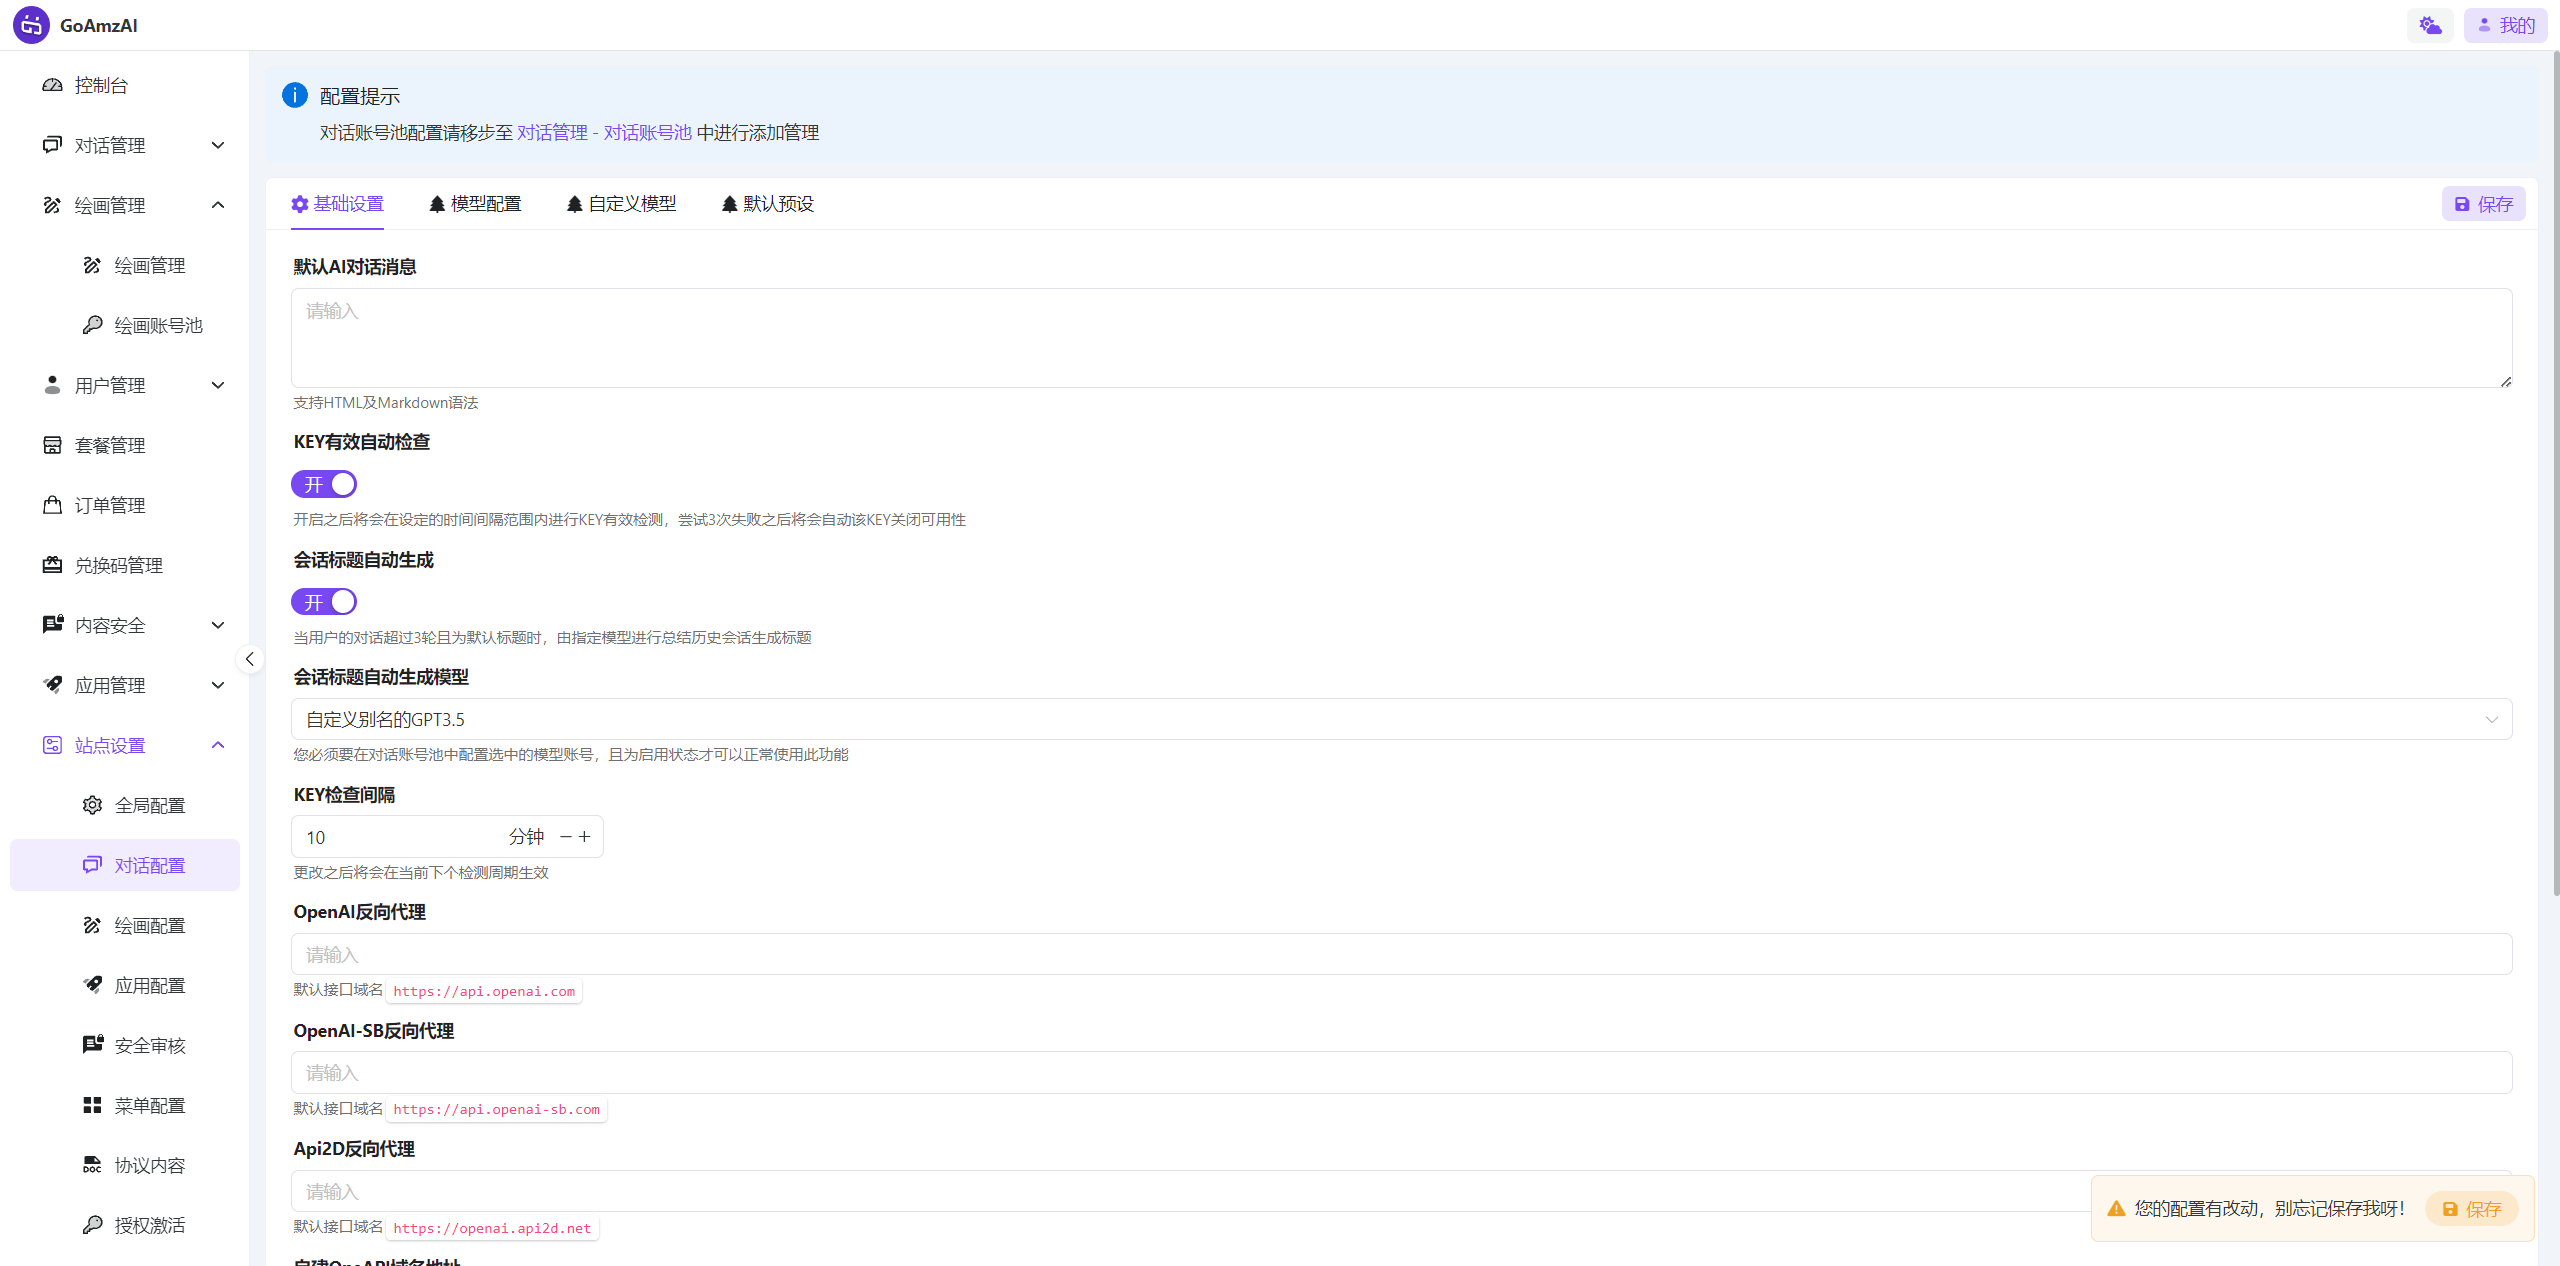 GoAmzAI
我的
控制台
对话管理
绘画管理
绘画管理
绘画账号池
用户管理
套餐管理
订单管理
兑换码管理
内容安全
应用管理
站点设置
全局配置
对话配置
绘画配置
应用配置
安全审核
菜单配置
协议内容
授权激活
配置提示
对话账号池配置请移步至 对话管理 - 对话账号池 中进行添加管理
基础设置 模型配置 自定义模型 默认预设
保存
默认AI对话消息
请输入
支持HTML及Markdown语法
KEY有效自动检查
开
开启之后将会在设定的时间间隔范围内进行KEY有效检测，尝试3次失败之后将会自动该KEY关闭可用性
会话标题自动生成
开
当用户的对话超过3轮且为默认标题时，由指定模型进行总结历史会话生成标题
会话标题自动生成模型
自定义别名的GPT3.5
您必须要在对话账号池中配置选中的模型账号，且为启用状态才可以正常使用此功能
KEY检查间隔
10 分钟
更改之后将会在当前下个检测周期生效
OpenAI反向代理
请输入
默认接口域名 https://api.openai.com
OpenAI-SB反向代理
请输入
默认接口域名 https://api.openai-sb.com
Api2D反向代理
请输入
默认接口域名 https://openai.api2d.net
您的配置有改动，别忘记保存我呀！ 保存